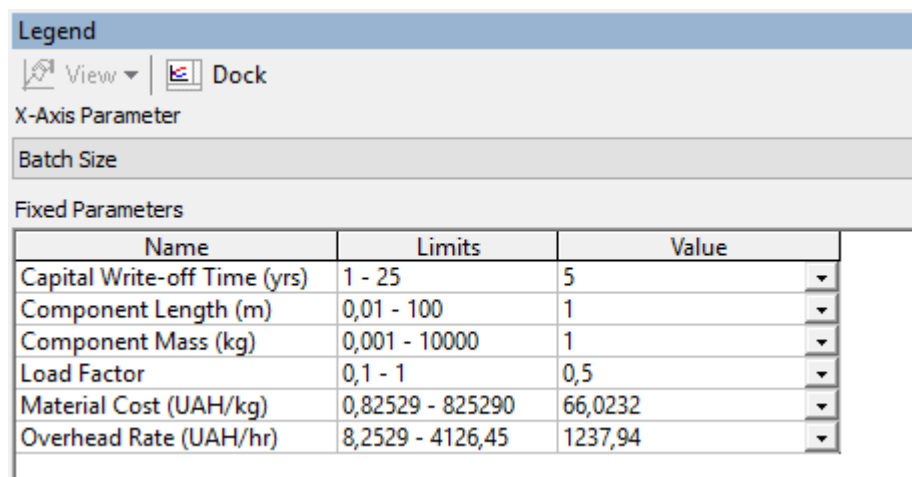 Legend
View Dock
X-Axis Parameter
Batch Size
Fixed Parameters
Name Limits Value
Capital Write-off Time (yrs) 1 - 25 5
Component Length (m) 0,01 - 100 1
Component Mass (kg) 0,001 - 10000 1
Load Factor 0,1 - 1 0,5
Material Cost (UAH/kg) 0,82529 - 825290 66,0232
Overhead Rate (UAH/hr) 8,2529 - 4126,45 1237,94